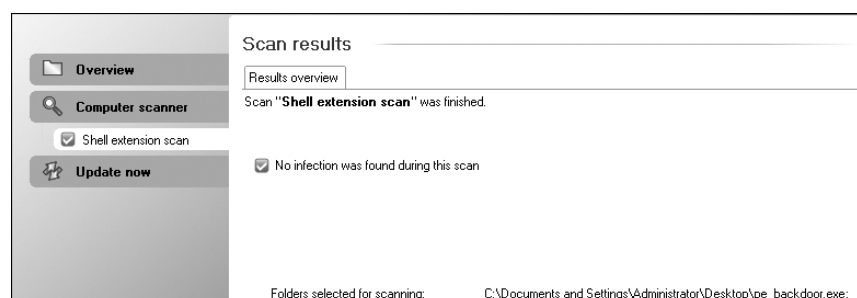 Scan results
Overview
Results overview
Computer scanner
Scan "Shell extension scan" was finished.
Shell extension scan
Update now
No infection was found during this scan
Folders selected for scanning: C:\Documents and Settings\Administrator\Desktop\pe_backdoor.exe;